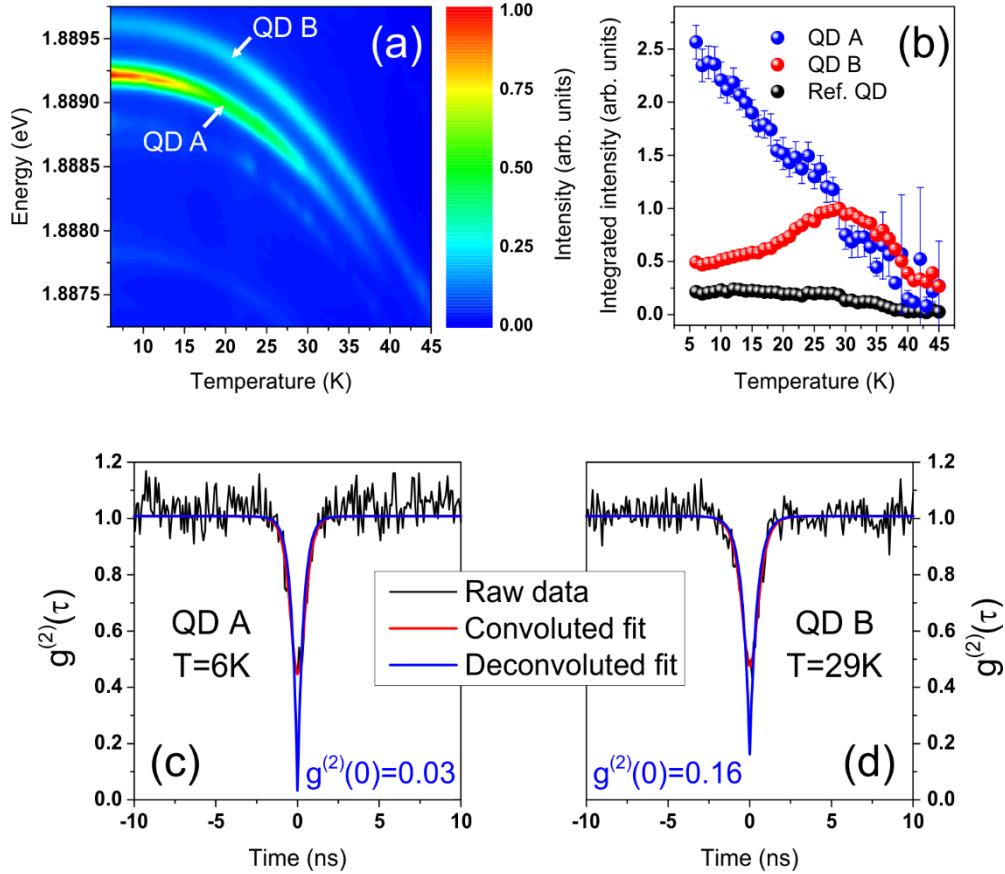 (a)
QD B
QD A
Energy (eV)
1.8895
1.8890
1.8885
1.8880
1.8875
10 15 20 25 30 35 40 45
Temperature (K)
1.00
0.75
0.50
0.25
0.00
Intensity (arb. units)
(b)
QD A
QD B
Ref. QD
Integrated intensity (arb. units)
2.5
2.0
1.5
1.0
0.5
0.0
5 10 15 20 25 30 35 40 45
Temperature (K)
g(2)(τ)
1.2
1.0
0.8
0.6
0.4
0.2
0.0
QD A
T=6K
(c)
g(2)(0)=0.03
-10 -5 0 5 10
Time (ns)
Raw data
Convoluted fit
Deconvoluted fit
QD B
T=29K
g(2)(0)=0.16
(d)
1.2
1.0
0.8
0.6
0.4
0.2
0.0
g(2)(τ)
-10 -5 0 5 10
Time (ns)